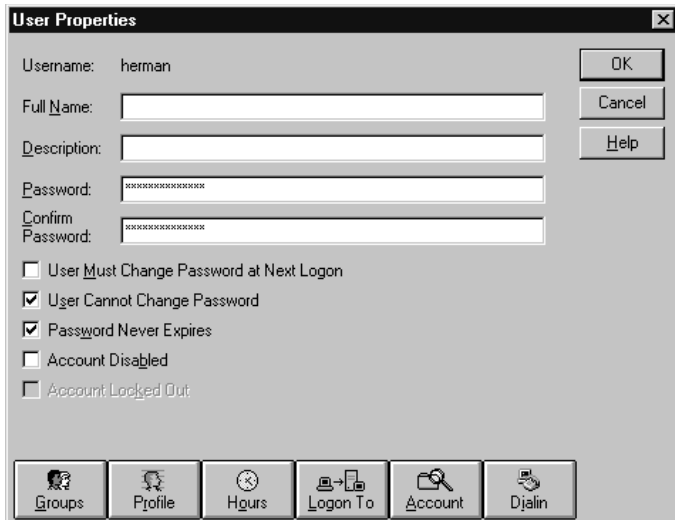 User Properties
Username: herman
OK
Full Name:
Cancel
Description:
Help
Password: **************
Confirm
Password: **************
User Must Change Password at Next Logon
User Cannot Change Password
Password Never Expires
Account Disabled
Account Locked Out
Groups Profile Hours Logon To Account Dialin